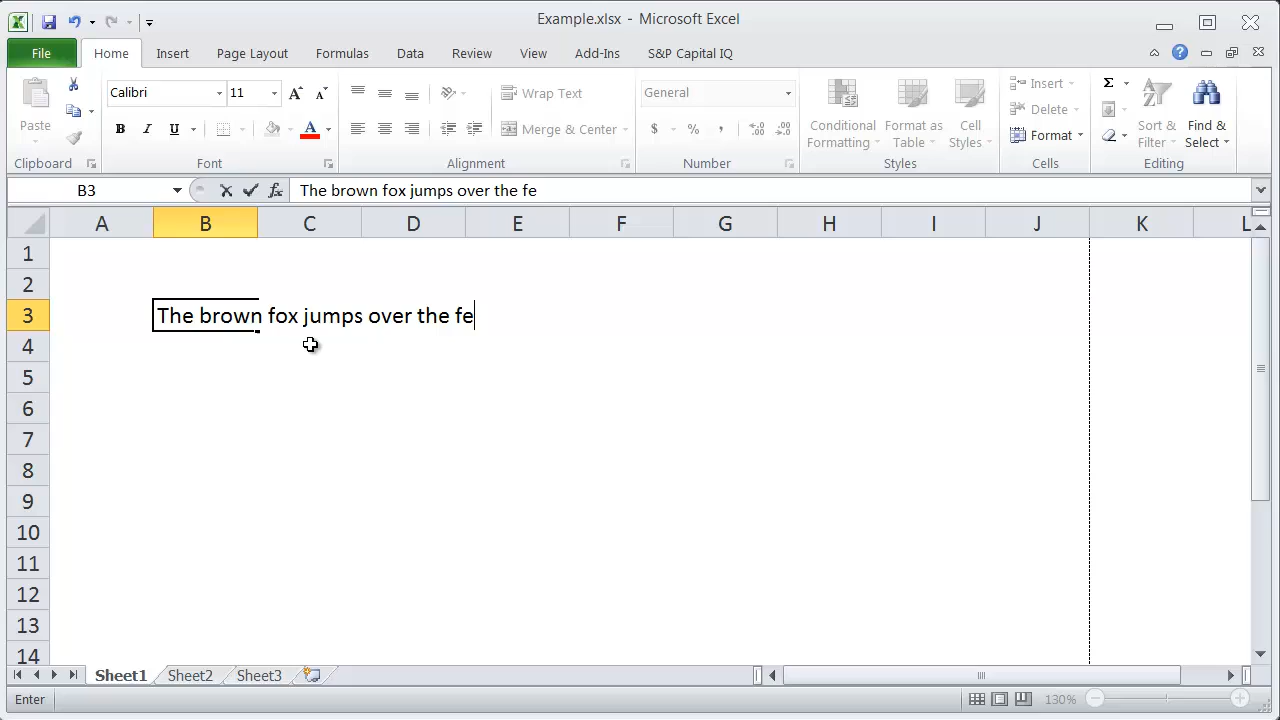 Example.xlsx - Microsoft Excel
File Home Insert Page Layout Formulas Data Review View Add-Ins S&P Capital IQ
Paste
Clipboard
Calibri 11
B I U A
Font
Wrap Text
Merge & Center
Alignment
General
$ % ,
Number
Conditional Formatting
Format as Table
Cell Styles
Styles
Insert
Delete
Format
Cells
Σ
Sort & Filter
Find & Select
Editing
B3 fx The brown fox jumps over the fe
A B C D E F G H I J K L
1
2
3 The brown fox jumps over the fe
4
5
6
7
8
9
10
11
12
13
14
Sheet1 Sheet2 Sheet3
Enter 130%